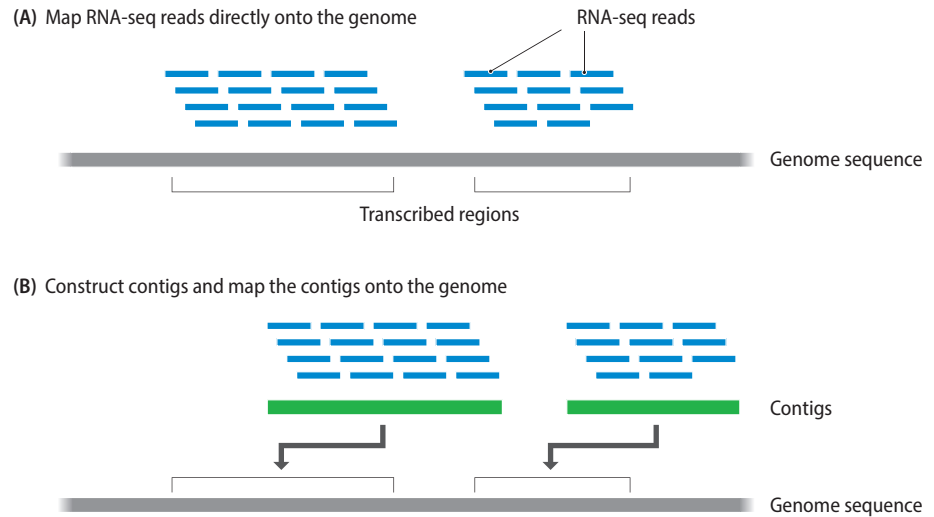 (A) Map RNA-seq reads directly onto the genome
RNA-seq reads
Genome sequence
Transcribed regions
(B) Construct contigs and map the contigs onto the genome
Contigs
Genome sequence